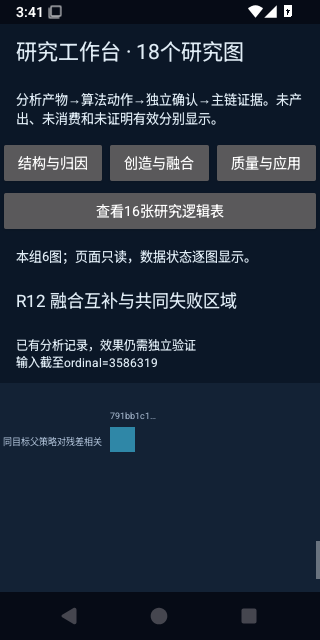 3:41
研究工作台 · 18个研究图
分析产物→算法动作→独立确认→主链证据。未产
出、未消费和未证明有效分别显示。
结构与归因
创造与融合
质量与应用
查看16张研究逻辑表
本组6图；页面只读，数据状态逐图显示。
R12 融合互补与共同失败区域
已有分析记录，效果仍需独立验证
输入截至ordinal=3586319
791bb1c1…
同目标父策略对残差相关